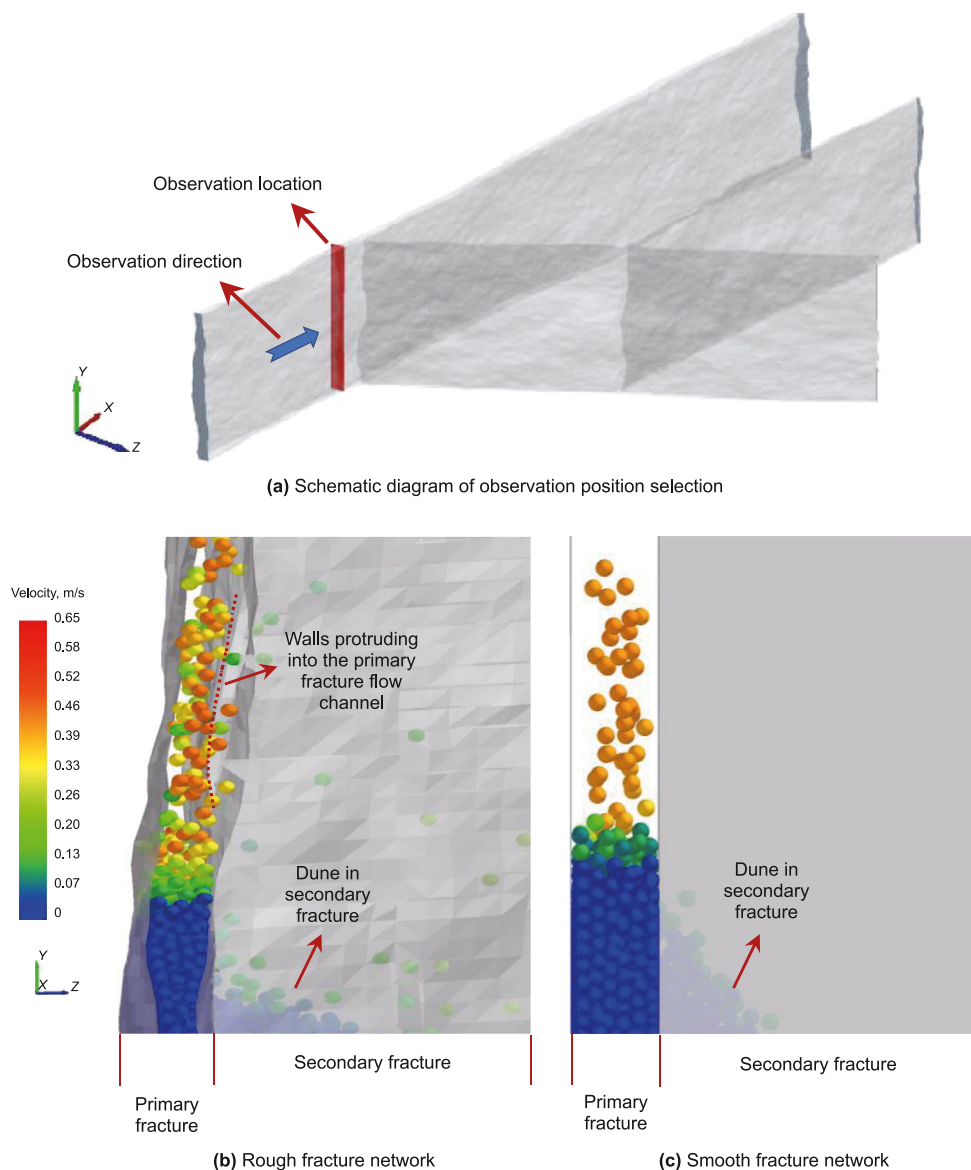 Observation location
Observation direction
Y
X
Z
(a) Schematic diagram of observation position selection
Velocity, m/s
0.65
0.58
0.52
0.46
0.39
0.33
0.26
0.20
0.13
0.07
0
Y
X
Z
Walls protruding
into the primary
fracture flow
channel
Dune in
secondary
fracture
Primary
fracture
Secondary fracture
(b) Rough fracture network
Dune in
secondary
fracture
Primary
fracture
Secondary fracture
(c) Smooth fracture network